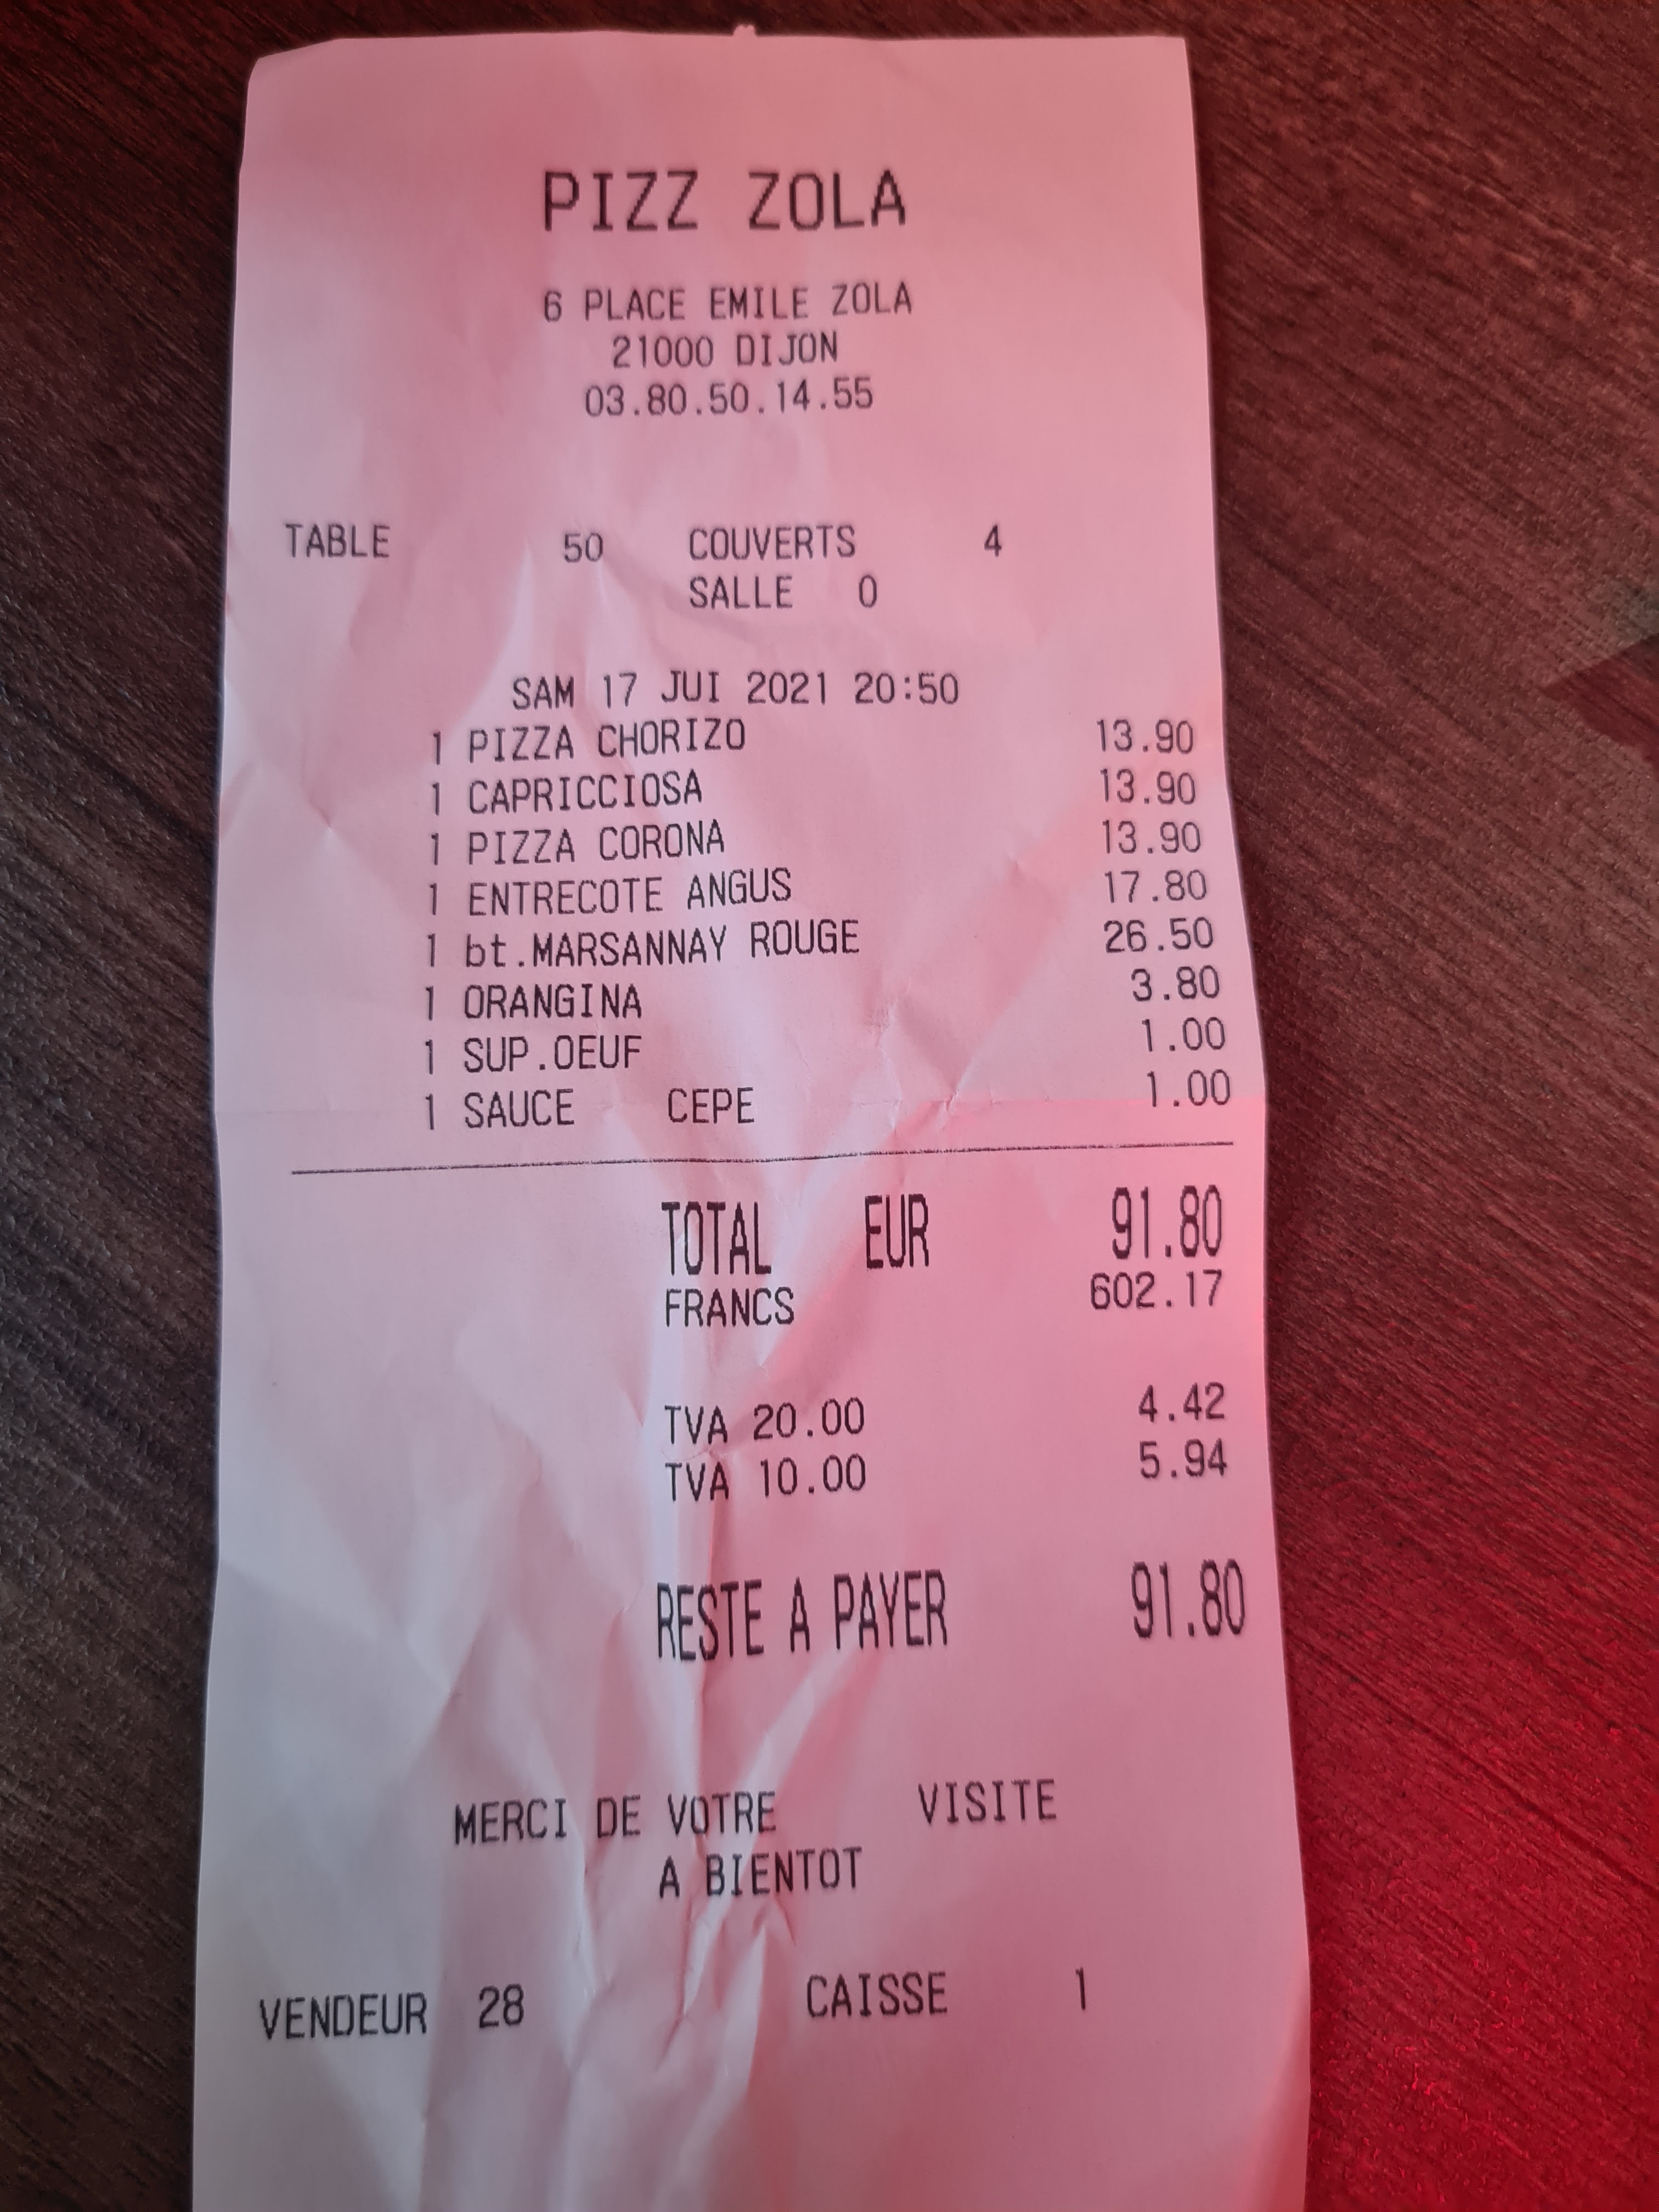 PIZZ ZOLA
6 PLACE EMILE ZOLA
21000 DIJON
03.80.50.14.55
TABLE 50 COUVERTS 4
SALLE 0
SAM 17 JUI 2021 20:50
1 PIZZA CHORIZO 13.90
1 CAPRICCIOSA 13.90
1 PIZZA CORONA 13.90
1 ENTRECOTE ANGUS 17.80
1 bt.MARSANNAY ROUGE 26.50
1 ORANGINA 3.80
1 SUP.OEUF 1.00
1 SAUCE CEPE 1.00
TOTAL EUR 91.80
FRANCS 602.17
TVA 20.00 4.42
TVA 10.00 5.94
RESTE A PAYER 91.80
MERCI DE VOTRE VISITE
A BIENTOT
VENDEUR 28 CAISSE 1